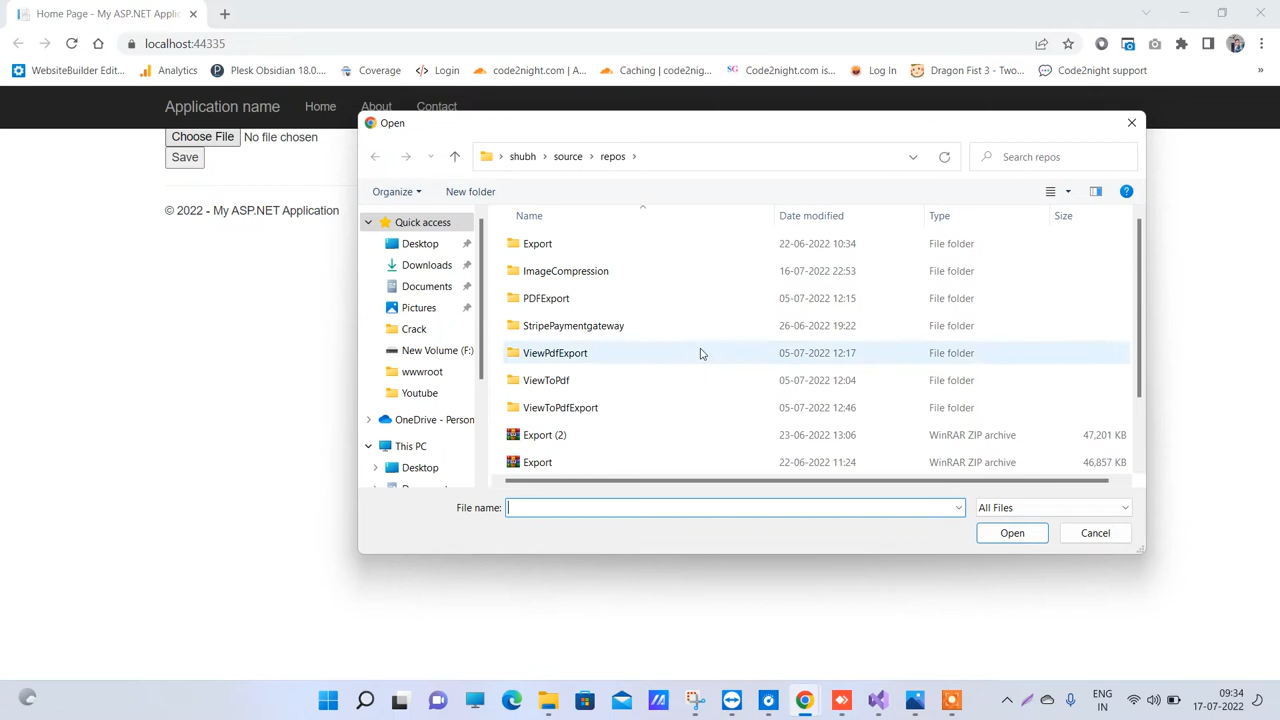 Home Page - My ASP.NET Applic
localhost:44335
WebsiteBuilder Edit...
Analytics
Plesk Obsidian 18.0....
Coverage
Login
code2night.com | A...
Caching | code2nig...
Code2night.com is...
Log In
Dragon Fist 3 - Two...
Code2night support
»
Application name
Home
About
Contact
Choose File
No file chosen
Save
© 2022 - My ASP.NET Application
Open
shubh
source
repos
Search repos
Organize
New folder
Name
Date modified
Type
Size
Quick access
Desktop
Downloads
Documents
Pictures
Crack
New Volume (F:)
wwwroot
Youtube
OneDrive - Person
This PC
Desktop
Export 22-06-2022 10:34 File folder
ImageCompression 16-07-2022 22:53 File folder
PDFExport 05-07-2022 12:15 File folder
StripePaymentgateway 26-06-2022 19:22 File folder
ViewPdfExport 05-07-2022 12:17 File folder
ViewToPdf 05-07-2022 12:04 File folder
ViewToPdfExport 05-07-2022 12:46 File folder
Export (2) 23-06-2022 13:06 WinRAR ZIP archive 47,201 KB
Export 22-06-2022 11:24 WinRAR ZIP archive 46,857 KB
File name:
All Files
Open
Cancel
ENG
IN
09:34
17-07-2022